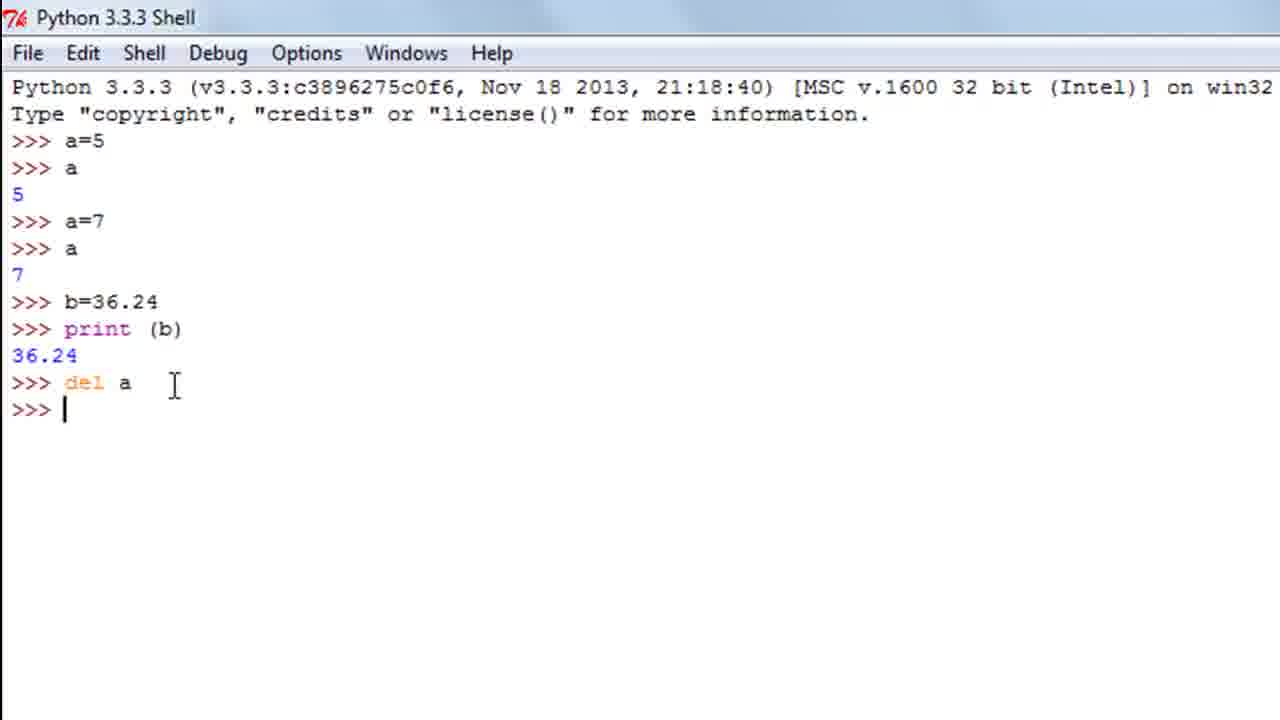 Python 3.3.3 Shell
File Edit Shell Debug Options Windows Help
Python 3.3.3 (v3.3.3:c3896275c0f6, Nov 18 2013, 21:18:40) [MSC v.1600 32 bit (Intel)] on win32
Type "copyright", "credits" or "license()" for more information.
>>> a=5
>>> a
5
>>> a=7
>>> a
7
>>> b=36.24
>>> print (b)
36.24
>>> del a
>>>